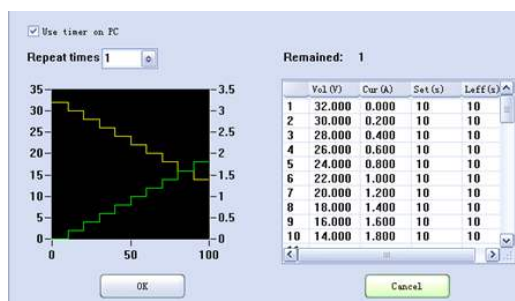 Use timer on PC
Repeat times 1
Remained: 1
35
30
25
20
15
10
5
0
3.5
3
2.5
2
1.5
1
0.5
0
0 50 100
Vol(V) Cur(A) Set(s) Leff(s)
1 32.000 0.000 10 10
2 30.000 0.200 10 10
3 28.000 0.400 10 10
4 26.000 0.600 10 10
5 24.000 0.800 10 10
6 22.000 1.000 10 10
7 20.000 1.200 10 10
8 18.000 1.400 10 10
9 16.000 1.600 10 10
10 14.000 1.800 10 10
OK
Cancel